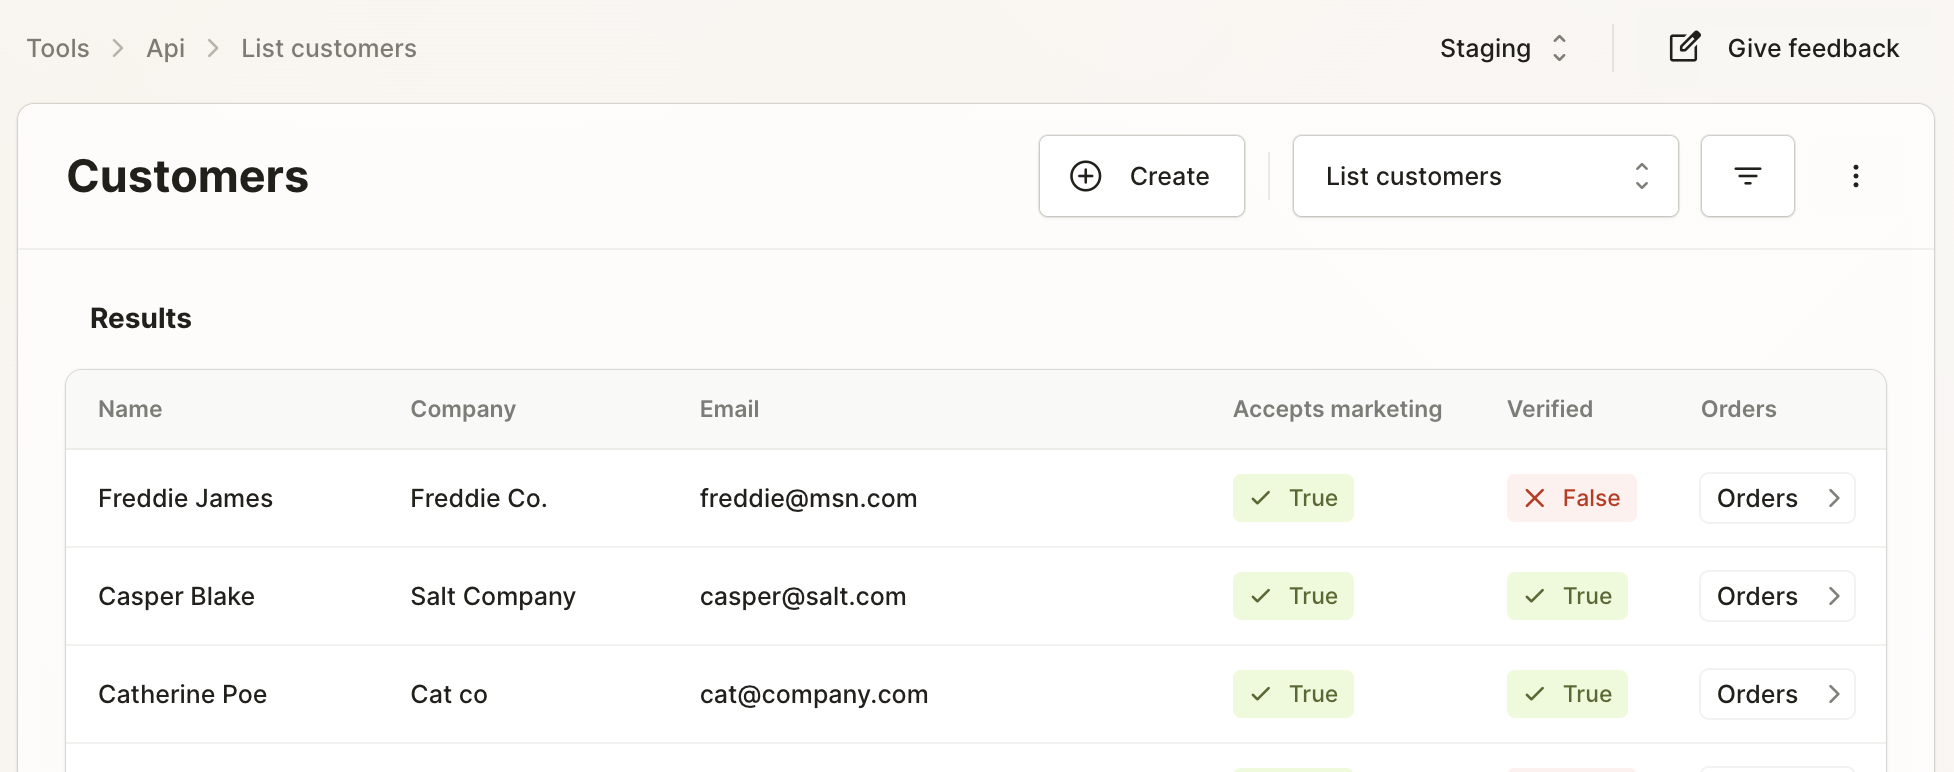 Tools > Api > List customers
Staging Give feedback
Customers
Create List customers
Results
Name Company Email Accepts marketing Verified Orders
Freddie James Freddie Co. freddie@msn.com True False Orders
Casper Blake Salt Company casper@salt.com True True Orders
Catherine Poe Cat co cat@company.com True True Orders